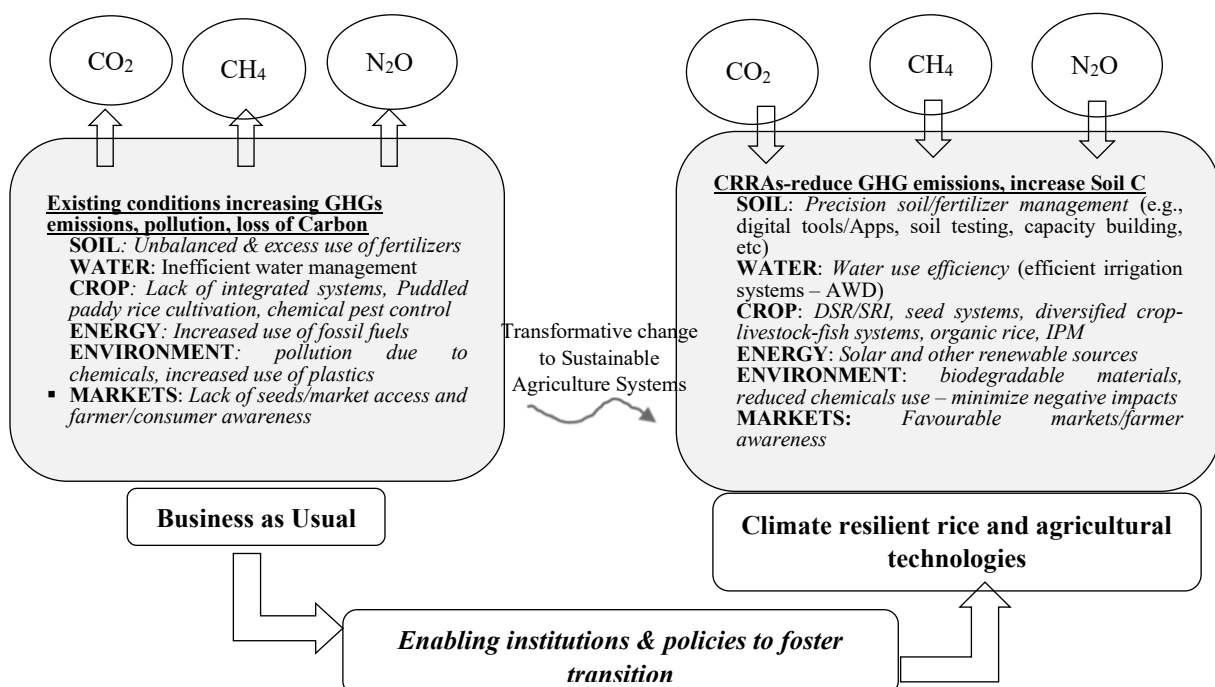 CO₂
CH₄
N₂O
Existing conditions increasing GHGs
emissions, pollution, loss of Carbon
SOIL: Unbalanced & excess use of fertilizers
WATER: Inefficient water management
CROP: Lack of integrated systems, Puddled
paddy rice cultivation, chemical pest control
ENERGY: Increased use of fossil fuels
ENVIRONMENT: pollution due to
chemicals, increased use of plastics
▪ MARKETS: Lack of seeds/market access and
farmer/consumer awareness
Business as Usual
Transformative change
to Sustainable
Agriculture Systems
CO₂
CH₄
N₂O
CRRAs-reduce GHG emissions, increase Soil C
SOIL: Precision soil/fertilizer management (e.g.,
digital tools/Apps, soil testing, capacity building,
etc)
WATER: Water use efficiency (efficient irrigation
systems – AWD)
CROP: DSR/SRI, seed systems, diversified crop-
livestock-fish systems, organic rice, IPM
ENERGY: Solar and other renewable sources
ENVIRONMENT: biodegradable materials,
reduced chemicals use – minimize negative impacts
MARKETS: Favourable markets/farmer
awareness
Climate resilient rice and agricultural
technologies
Enabling institutions & policies to foster
transition